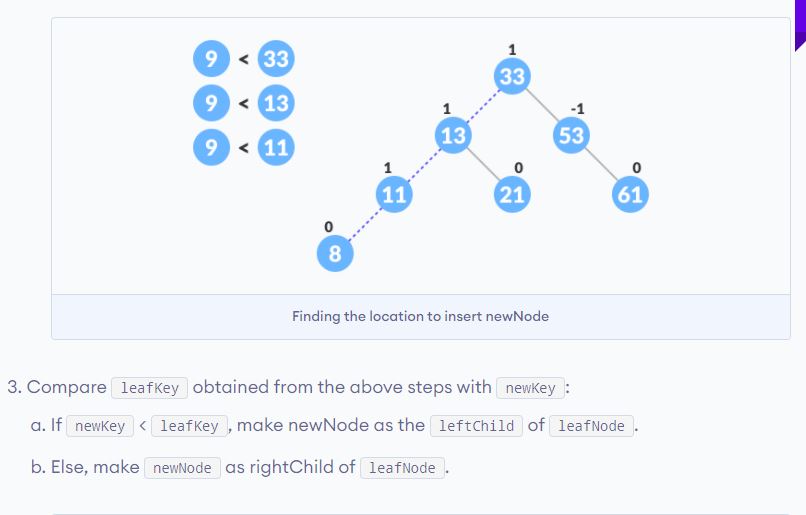 9 < 33
9 < 13
9 < 11
1
33
1
-1
13
53
1
0
0
11
21
61
0
8
Finding the location to insert newNode
3. Compare leafKey obtained from the above steps with newKey:
a. If newKey < leafKey, make newNode as the leftChild of leafNode.
b. Else, make newNode as rightChild of leafNode.